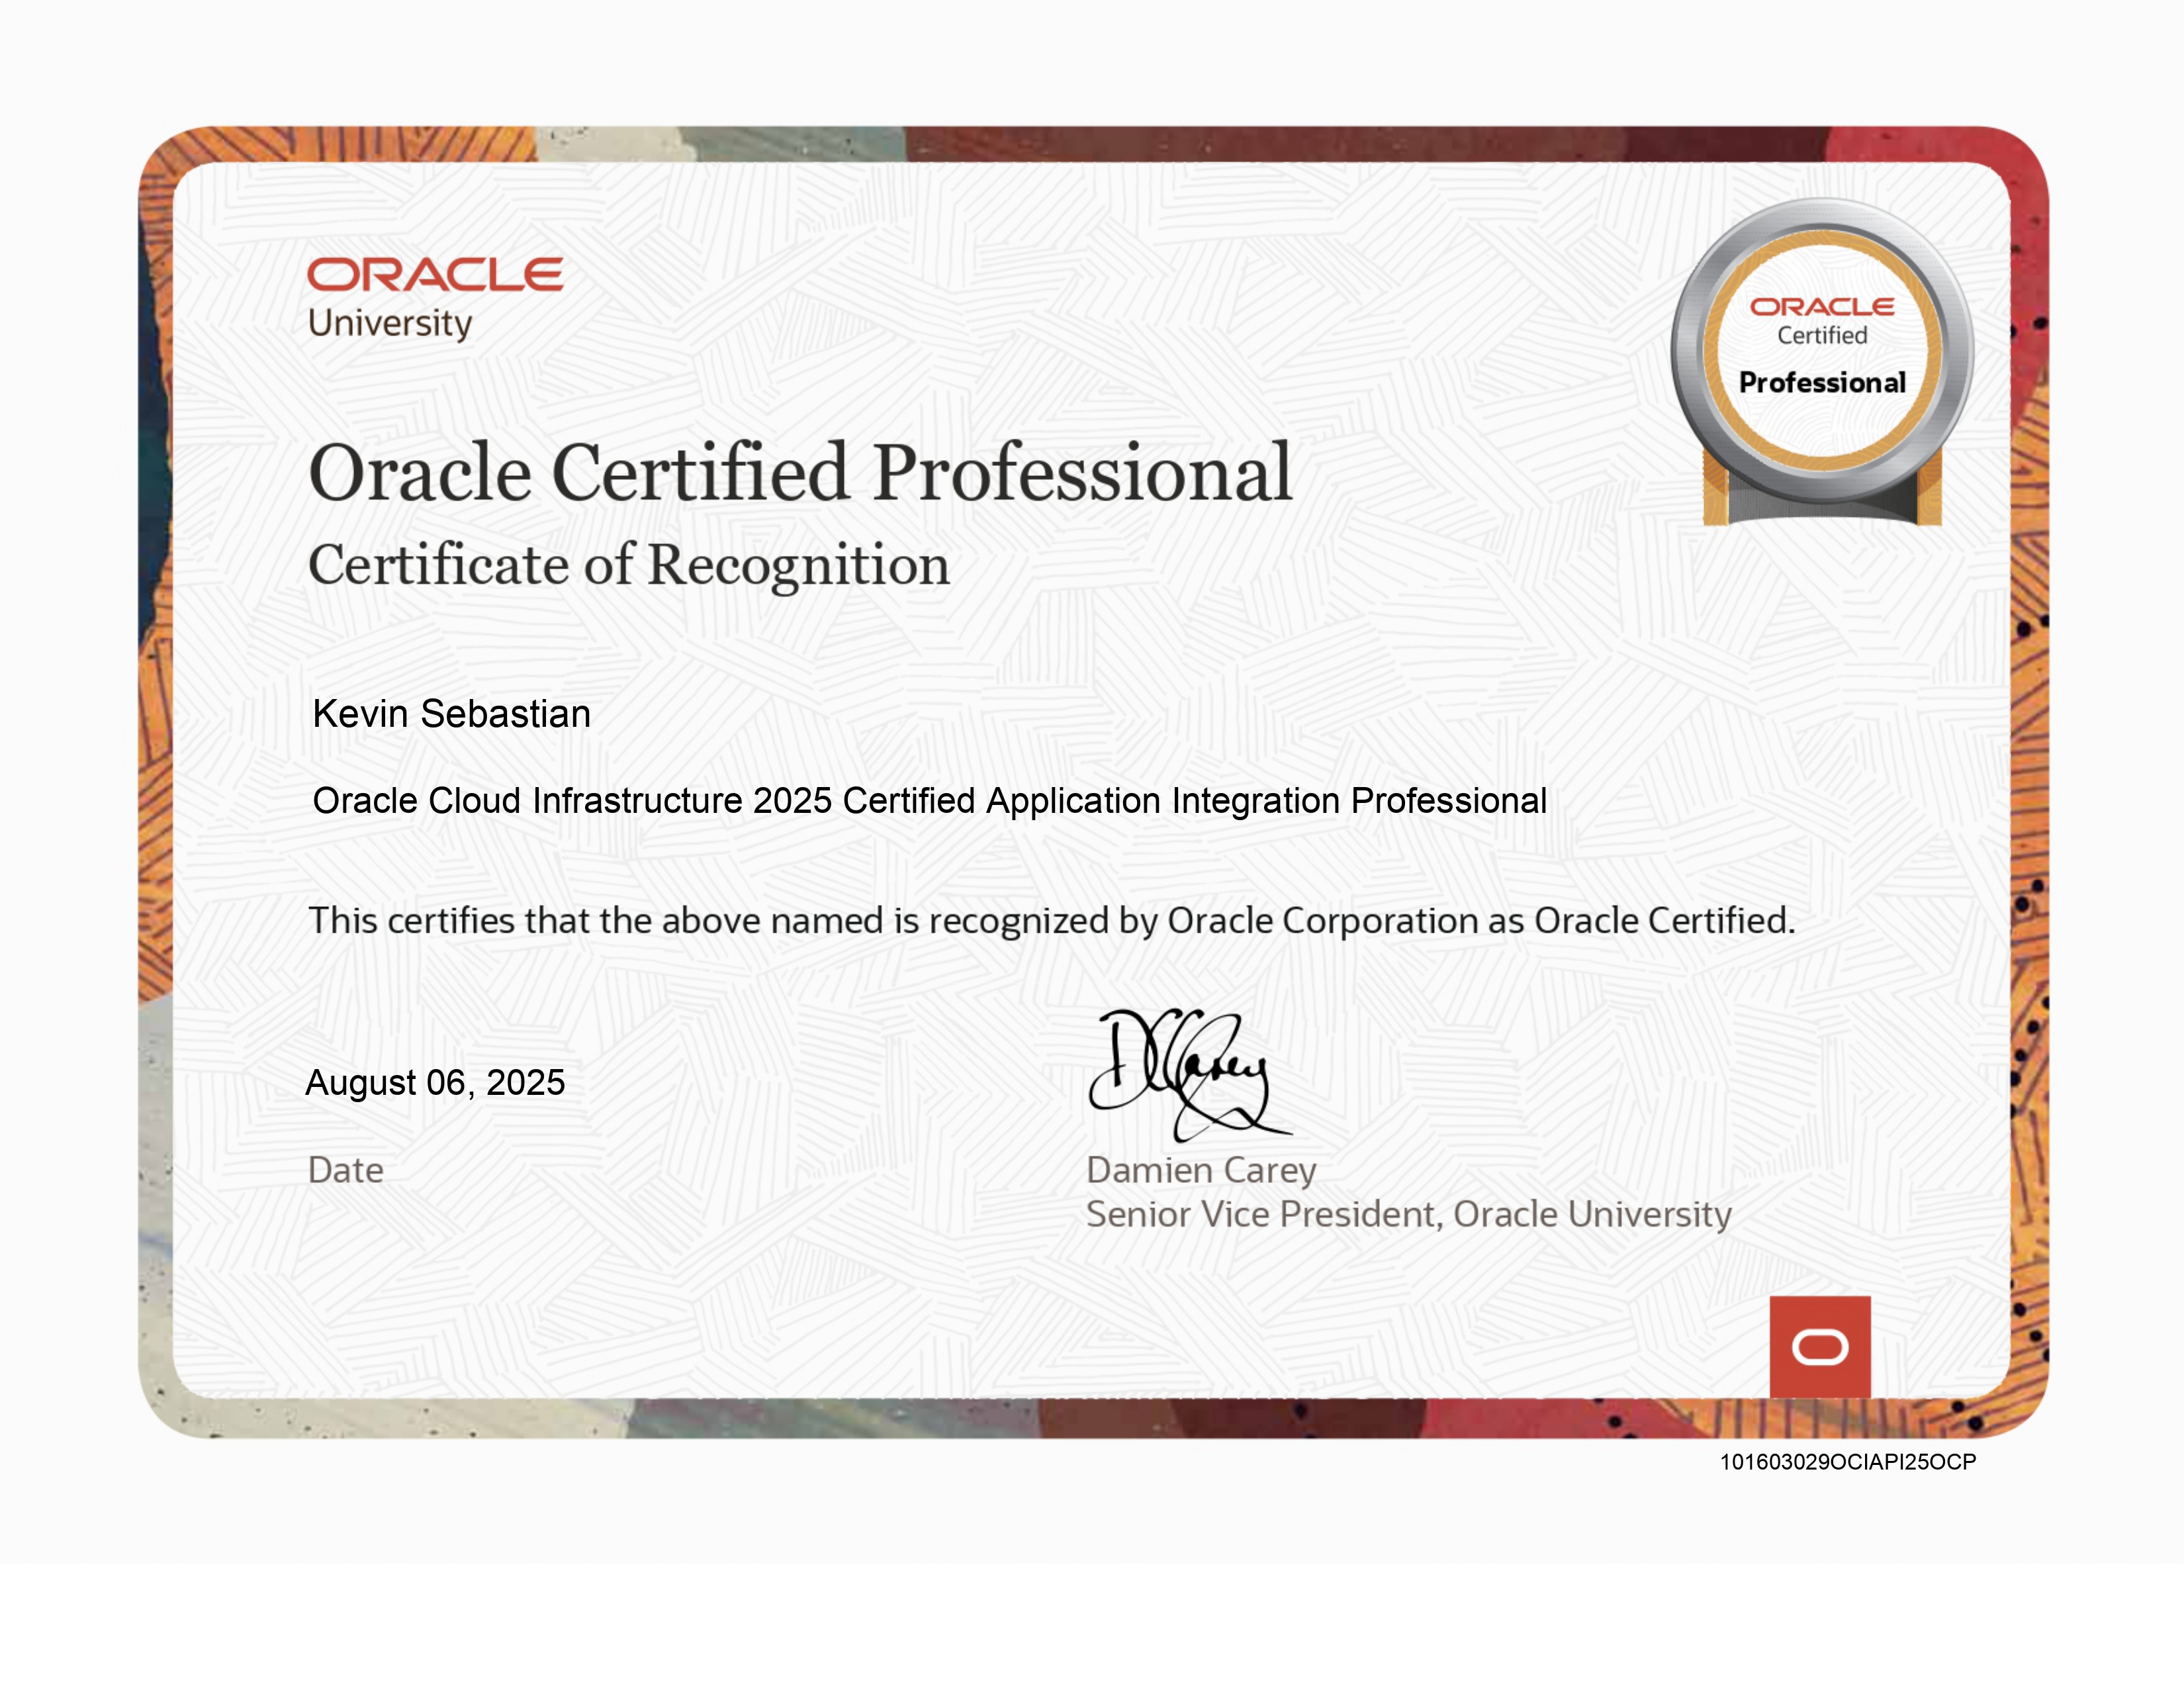 ORACLE
University
ORACLE
Certified
Professional
Oracle Certified Professional
Certificate of Recognition
Kevin Sebastian
Oracle Cloud Infrastructure 2025 Certified Application Integration Professional
This certifies that the above named is recognized by Oracle Corporation as Oracle Certified.
DCarey
August 06, 2025
Date
Damien Carey
Senior Vice President, Oracle University
101603029OCIAPI25OCP